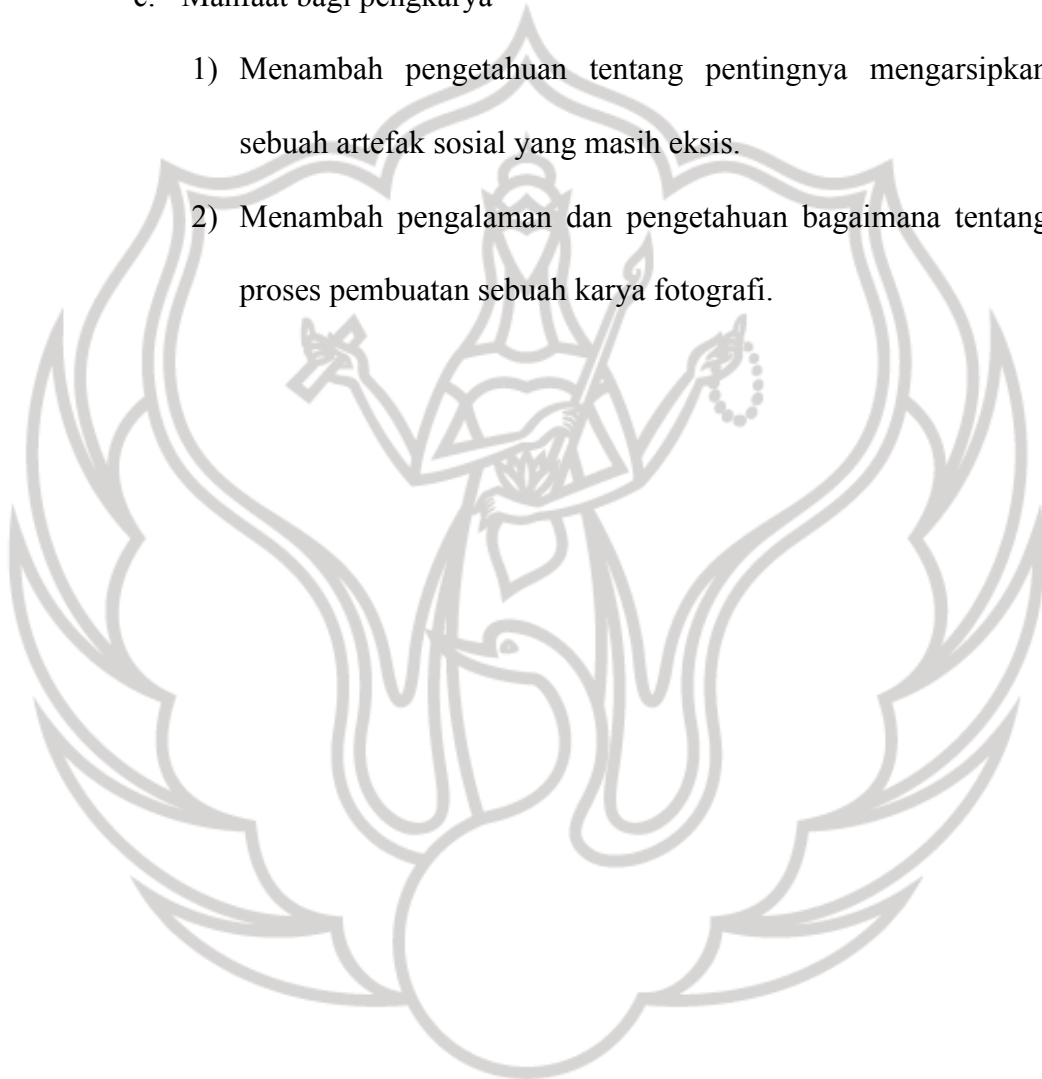 c. Manfaat bagi pengkarya
1) Menambah pengetahuan tentang pentingnya mengarsipkan
sebuah artefak sosial yang masih eksis.
2) Menambah pengalaman dan pengetahuan bagaimana tentang
proses pembuatan sebuah karya fotografi.